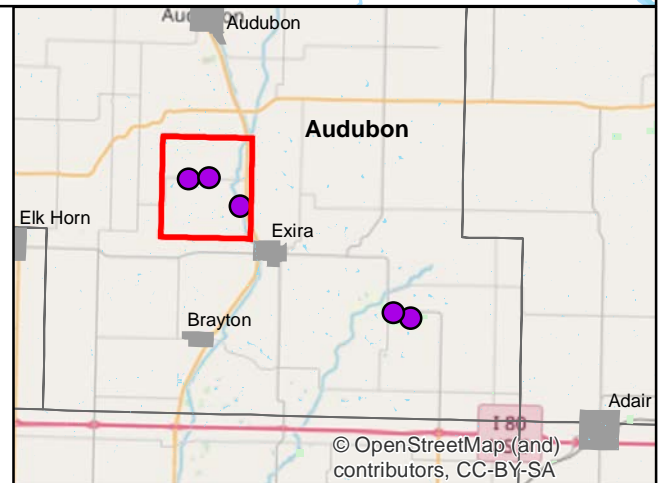 Audubon
Audubon
Elk Horn
Exira
Brayton
Adair
I 80
© OpenStreetMap (and)
contributors, CC-BY-SA